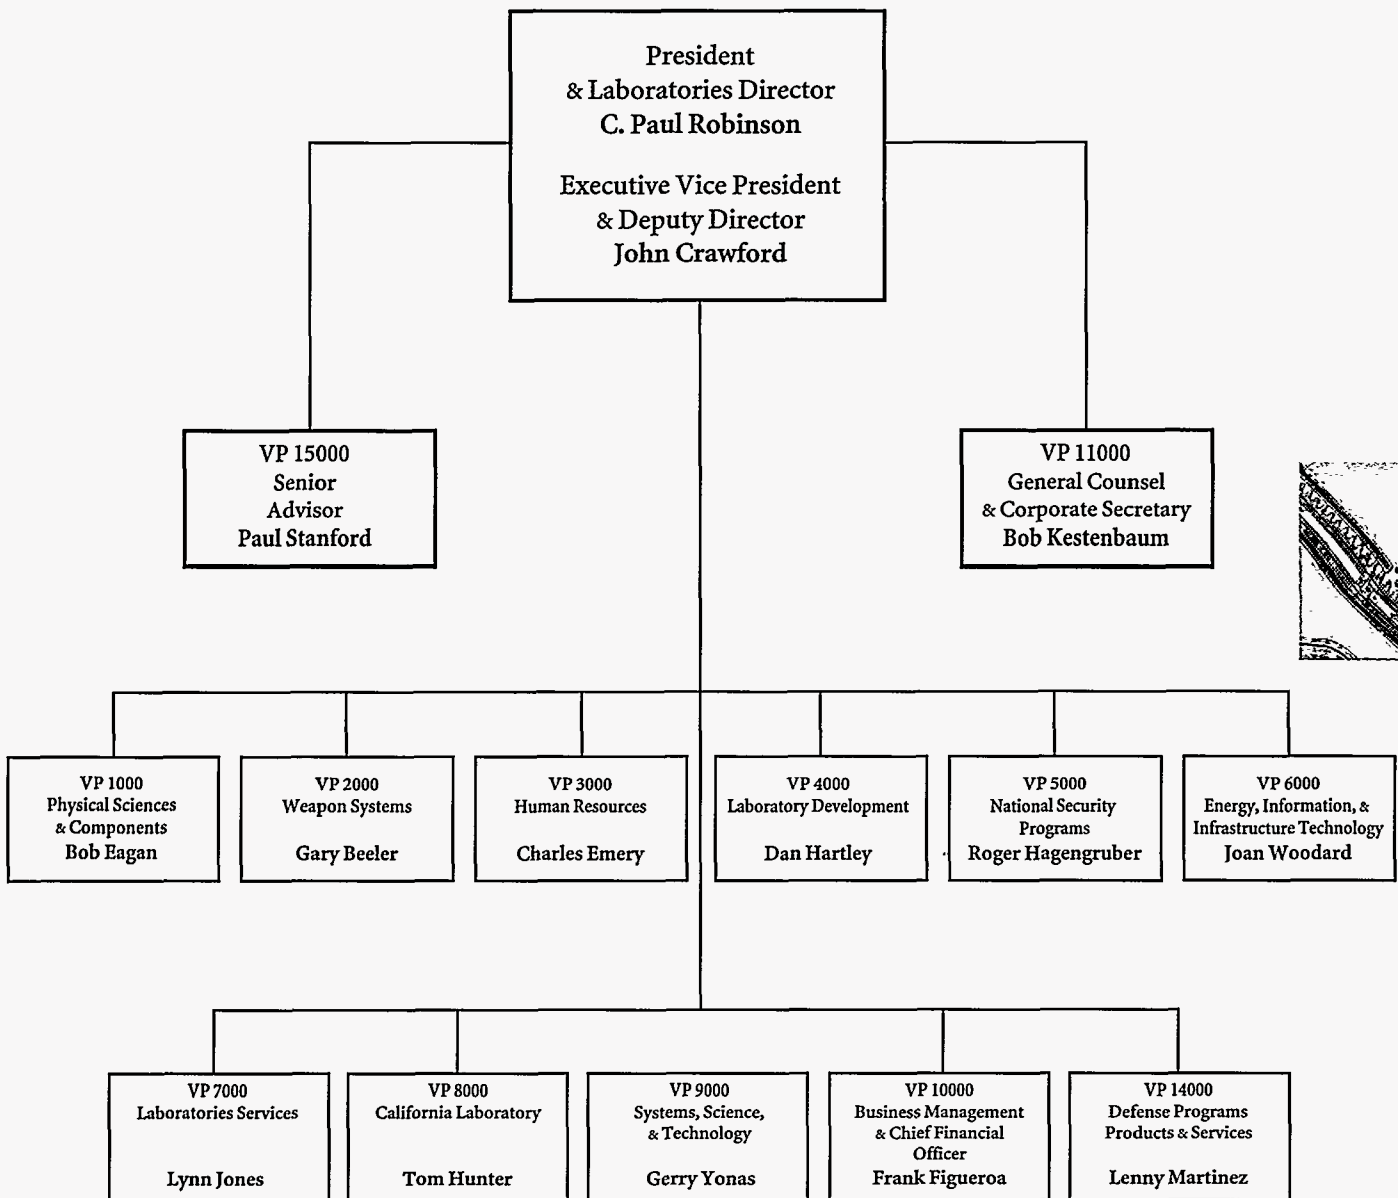 President
& Laboratories Director
C. Paul Robinson
Executive Vice President
& Deputy Director
John Crawford
VP 15000
Senior
Advisor
Paul Stanford
VP 11000
General Counsel
& Corporate Secretary
Bob Kestenbaum
VP 1000
Physical Sciences
& Components
Bob Eagan
VP 2000
Weapon Systems
Gary Beeler
VP 3000
Human Resources
Charles Emery
VP 4000
Laboratory Development
Dan Hartley
VP 5000
National Security
Programs
Roger Hagengruber
VP 6000
Energy, Information, &
Infrastructure Technology
Joan Woodard
VP 7000
Laboratories Services
Lynn Jones
VP 8000
California Laboratory
Tom Hunter
VP 9000
Systems, Science,
& Technology
Gerry Yonas
VP 10000
Business Management
& Chief Financial
Officer
Frank Figueroa
VP 14000
Defense Programs
Products & Services
Lenny Martinez